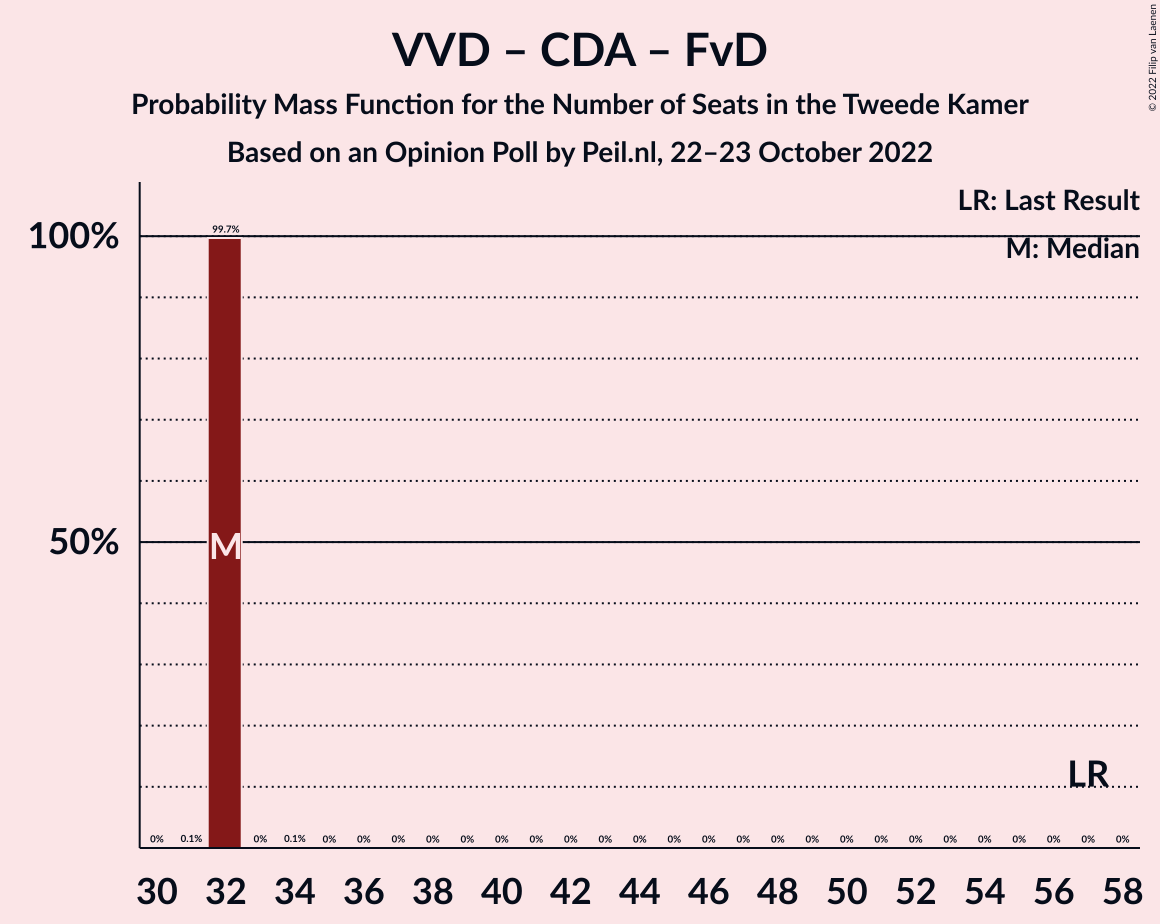 VVD – CDA – FvD
Probability Mass Function for the Number of Seats in the Tweede Kamer
Based on an Opinion Poll by Peil.nl, 22–23 October 2022
© 2022 Filip van Laenen
LR: Last Result
M: Median
100%
50%
99.7%
M
LR
0% 0.1% 0% 0.1% 0% 0% 0% 0% 0% 0% 0% 0% 0% 0% 0% 0% 0% 0% 0% 0% 0% 0% 0% 0% 0% 0% 0% 0%
30 32 34 36 38 40 42 44 46 48 50 52 54 56 58